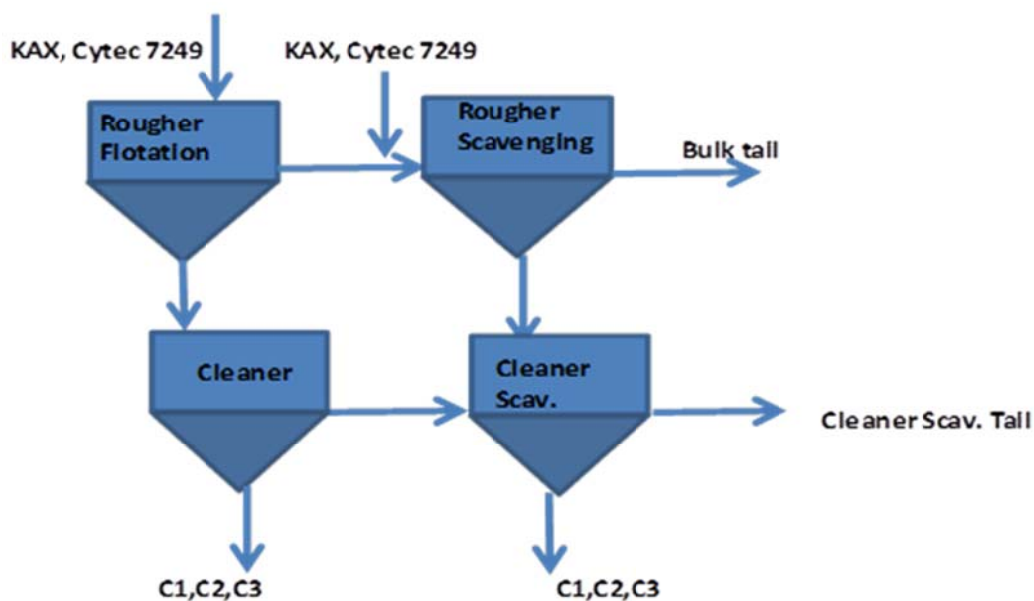 KAX, Cytec 7249
KAX, Cytec 7249
Rougher
Flotation
Rougher
Scavenging
Bulk tail
Cleaner
Cleaner
Scav.
Cleaner Scav. Tail
C1,C2,C3
C1,C2,C3